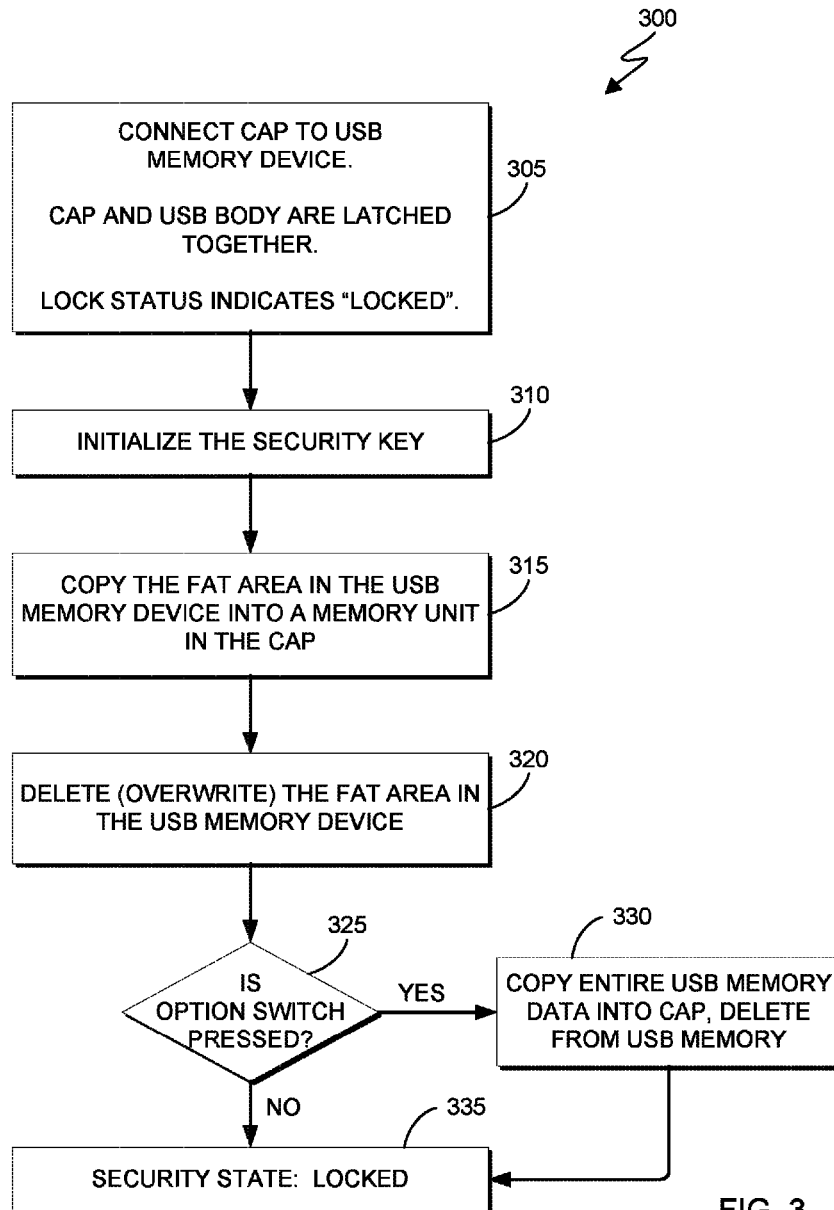 300
CONNECT CAP TO USB
MEMORY DEVICE.
CAP AND USB BODY ARE LATCHED
TOGETHER.
LOCK STATUS INDICATES “LOCKED”.
305
INITIALIZE THE SECURITY KEY
310
COPY THE FAT AREA IN THE USB
MEMORY DEVICE INTO A MEMORY UNIT
IN THE CAP
315
DELETE (OVERWRITE) THE FAT AREA IN
THE USB MEMORY DEVICE
320
IS
OPTION SWITCH
PRESSED?
325
YES
NO
330
COPY ENTIRE USB MEMORY
DATA INTO CAP, DELETE
FROM USB MEMORY
335
SECURITY STATE: LOCKED
FIG. 3